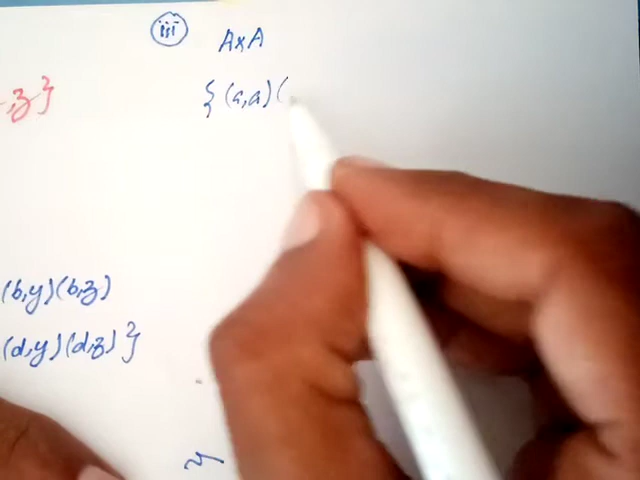 (iii) A×A
,z}
{(a,a)(
(b,y)(b,z)
(d,y)(d,z)}